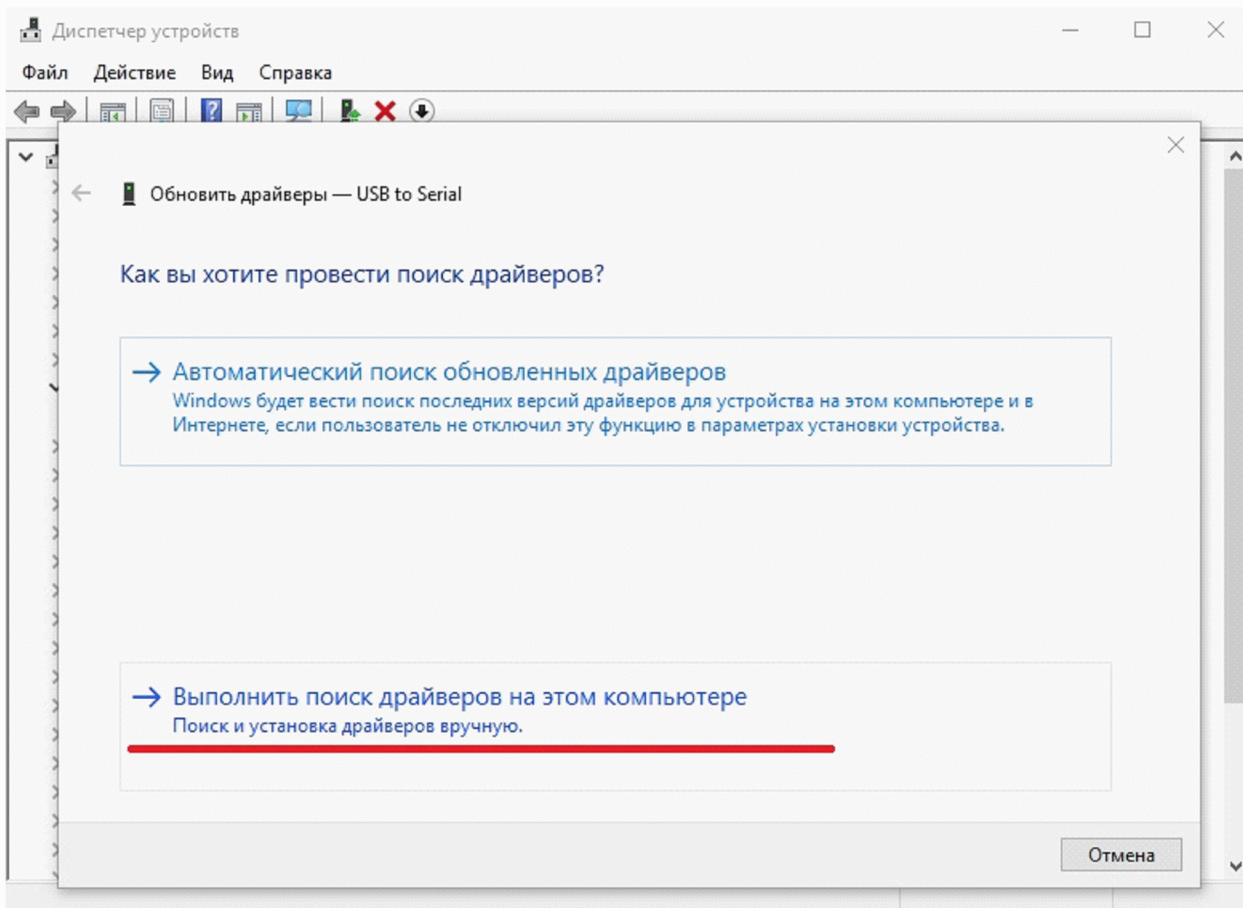 Диспетчер устройств
Файл Действие Вид Справка
Обновить драйверы — USB to Serial
Как вы хотите провести поиск драйверов?
Автоматический поиск обновленных драйверов
Windows будет вести поиск последних версий драйверов для устройства на этом компьютере и в
Интернете, если пользователь не отключил эту функцию в параметрах установки устройства.
Выполнить поиск драйверов на этом компьютере
Поиск и установка драйверов вручную.
Отмена